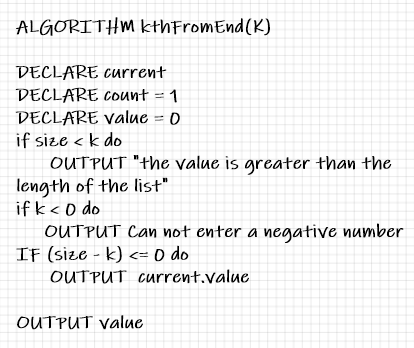 ALGORITHM kthFromEnd(K)
DECLARE current
DECLARE count = 1
DECLARE value = 0
if size < k do
OUTPUT "the value is greater than the
length of the list"
if k < 0 do
OUTPUT Can not enter a negative number
IF (size - k) <= 0 do
OUTPUT current.value
OUTPUT value